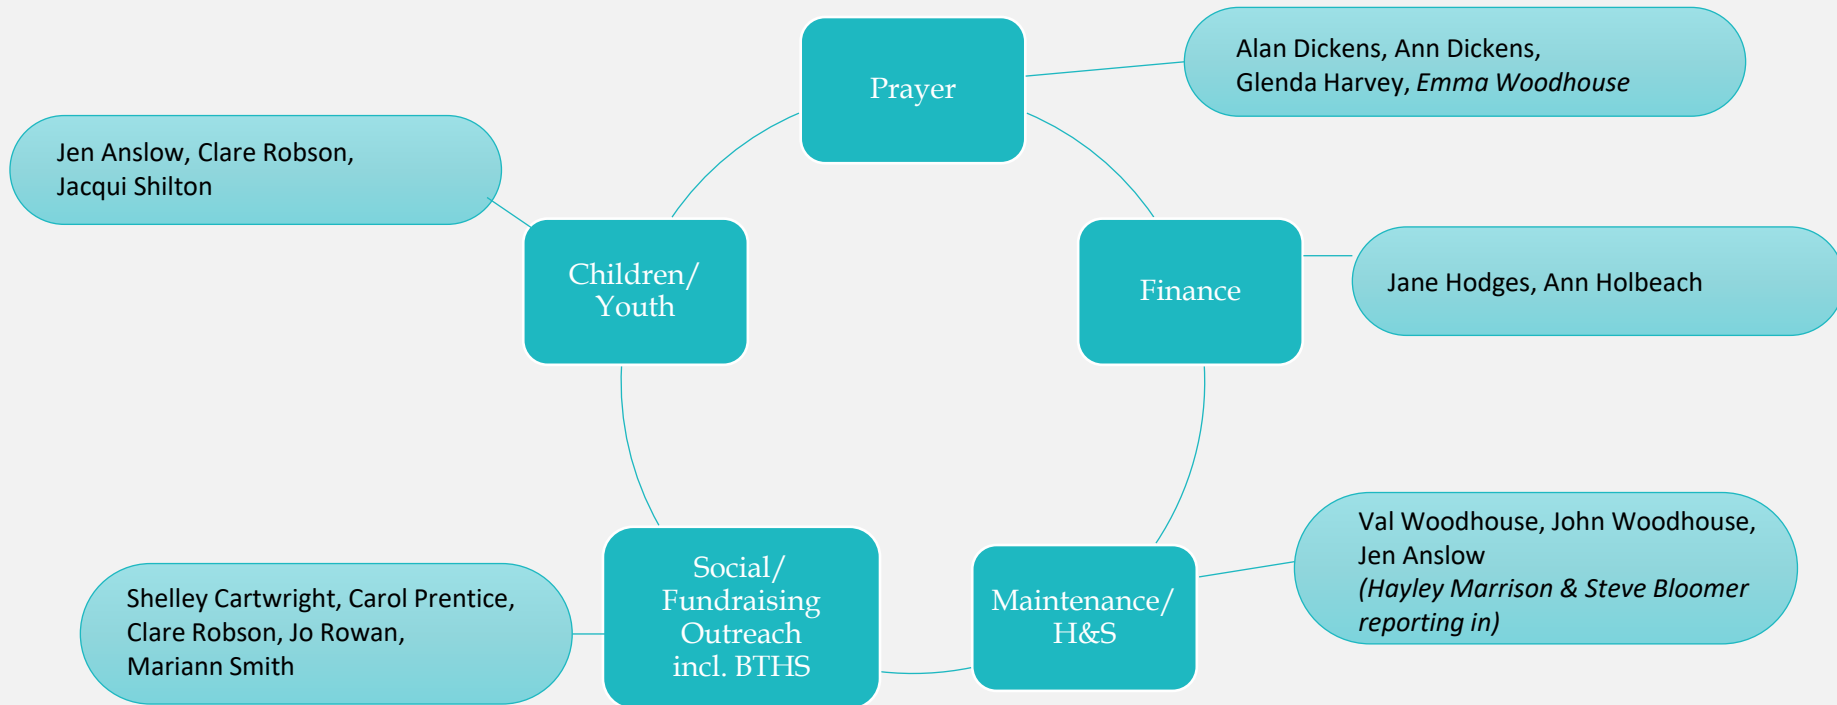 Prayer
Alan Dickens, Ann Dickens,
Glenda Harvey, Emma Woodhouse
Jen Anslow, Clare Robson,
Jacqui Shilton
Children/
Youth
Finance
Jane Hodges, Ann Holbeach
Social/
Fundraising
Outreach
incl. BTHS
Shelley Cartwright, Carol Prentice,
Clare Robson, Jo Rowan,
Mariann Smith
Maintenance/
H&S
Val Woodhouse, John Woodhouse,
Jen Anslow
(Hayley Marrison & Steve Bloomer
reporting in)